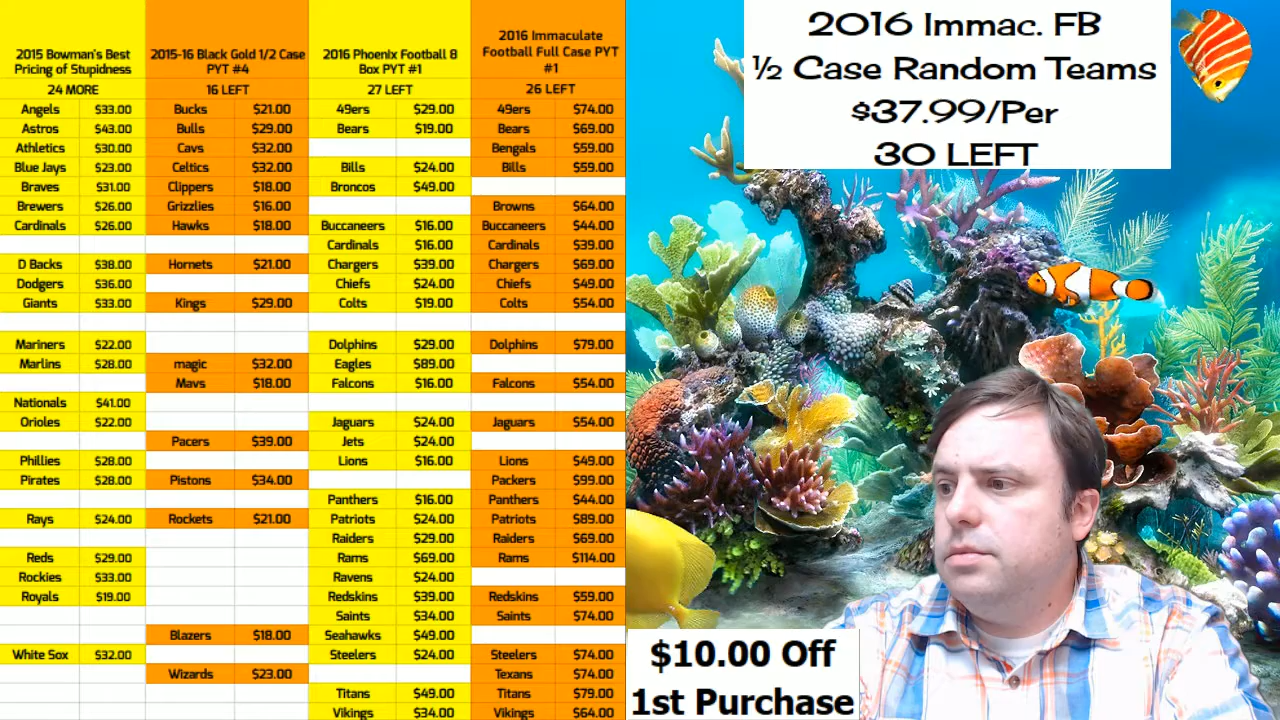 2015 Bowman's Best
Pricing of Stupidness
24 MORE
Angels $33.00
Astros $43.00
Athletics $30.00
Blue Jays $23.00
Braves $31.00
Brewers $26.00
Cardinals $26.00
D Backs $38.00
Dodgers $36.00
Giants $33.00
Mariners $22.00
Marlins $28.00
Nationals $41.00
Orioles $22.00
Phillies $28.00
Pirates $28.00
Rays $24.00
Reds $29.00
Rockies $33.00
Royals $19.00
White Sox $32.00
2015-16 Black Gold 1/2 Case
PYT #4
16 LEFT
Bucks $21.00
Bulls $29.00
Cavs $32.00
Celtics $32.00
Clippers $18.00
Grizzlies $16.00
Hawks $18.00
Hornets $21.00
Kings $29.00
magic $32.00
Mavs $18.00
Pacers $39.00
Pistons $34.00
Rockets $21.00
Blazers $18.00
Wizards $23.00
2016 Phoenix Football 8
Box PYT #1
27 LEFT
49ers $29.00
Bears $19.00
Bills $24.00
Broncos $49.00
Buccaneers $16.00
Cardinals $16.00
Chargers $39.00
Chiefs $24.00
Colts $19.00
Dolphins $29.00
Eagles $89.00
Falcons $16.00
Jaguars $24.00
Jets $24.00
Lions $16.00
Panthers $16.00
Patriots $24.00
Raiders $29.00
Rams $69.00
Ravens $24.00
Redskins $39.00
Saints $34.00
Seahawks $49.00
Steelers $24.00
Titans $49.00
Vikings $34.00
2016 Immaculate
Football Full Case PYT
#1
26 LEFT
49ers $74.00
Bears $69.00
Bengals $59.00
Bills $59.00
Browns $64.00
Buccaneers $44.00
Cardinals $39.00
Chargers $69.00
Chiefs $49.00
Colts $54.00
Dolphins $79.00
Falcons $54.00
Jaguars $54.00
Lions $49.00
Packers $99.00
Panthers $44.00
Patriots $89.00
Raiders $69.00
Rams $114.00
Redskins $59.00
Saints $74.00
Steelers $74.00
Texans $74.00
Titans $79.00
Vikings $64.00
2016 Immac. FB
½ Case Random Teams
$37.99/Per
30 LEFT
$10.00 Off
1st Purchase